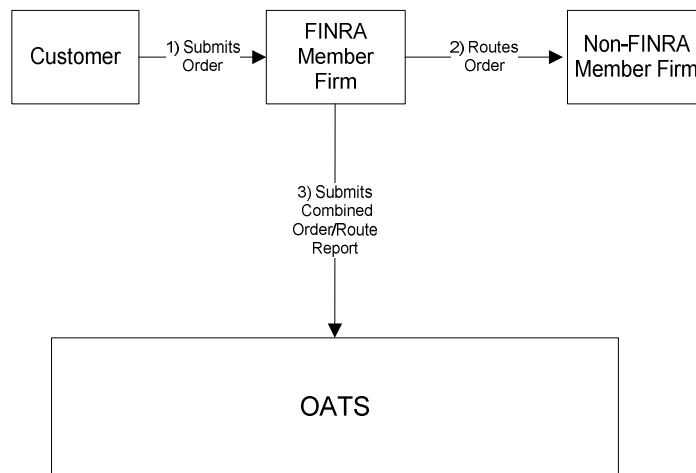 Customer
1) Submits
Order
FINRA
Member
Firm
2) Routes
Order
Non-FINRA
Member Firm
3) Submits
Combined
Order/Route
Report
OATS